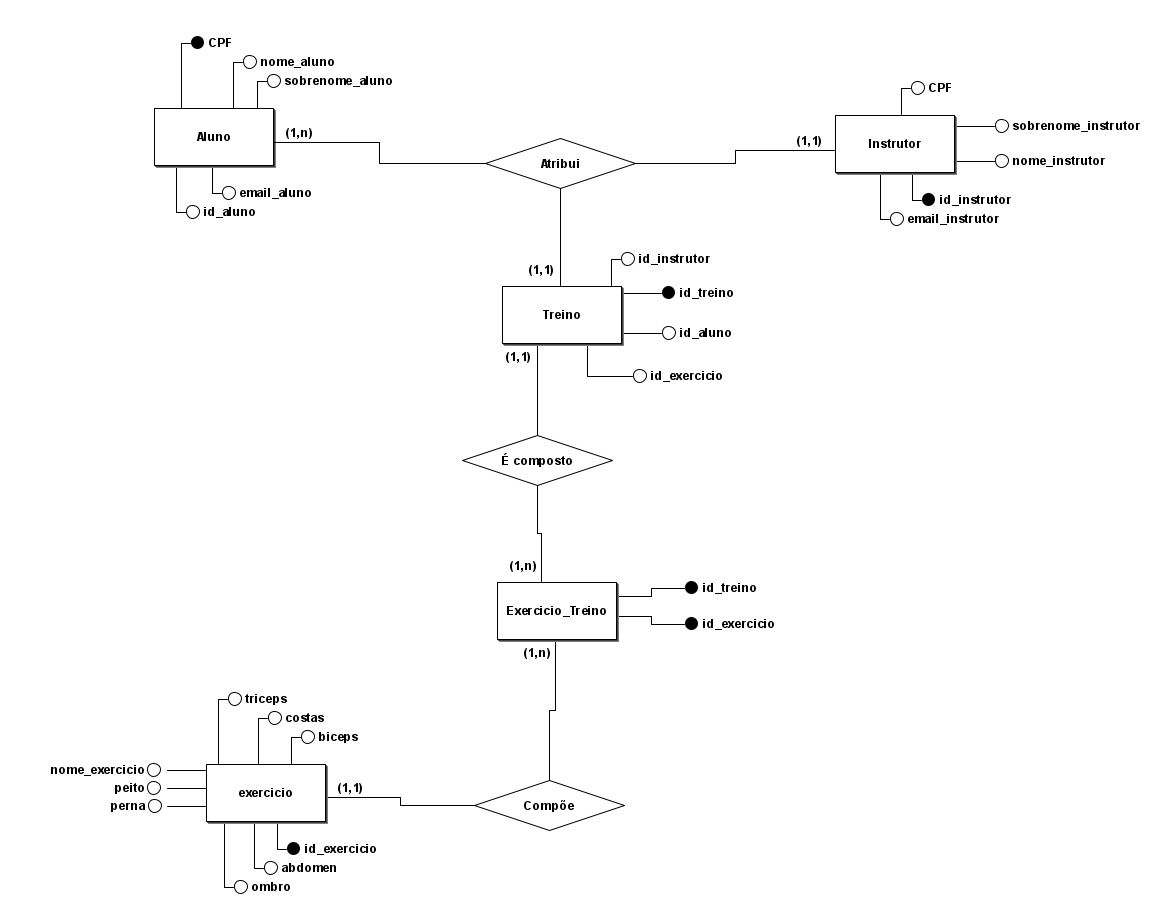 CPF
nome_aluno
sobrenome_aluno
Aluno
(1,n)
email_aluno
id_aluno
Atribui
CPF
(1,1)
Instrutor
sobrenome_instrutor
nome_instrutor
id_instrutor
email_instrutor
(1,1)
id_instrutor
id_treino
Treino
id_aluno
(1,1)
id_exercicio
É composto
(1,n)
id_treino
Exercicio_Treino
id_exercicio
(1,n)
triceps
costas
biceps
nome_exercicio
peito
perna
exercicio
(1,1)
Compõe
id_exercicio
abdomen
ombro